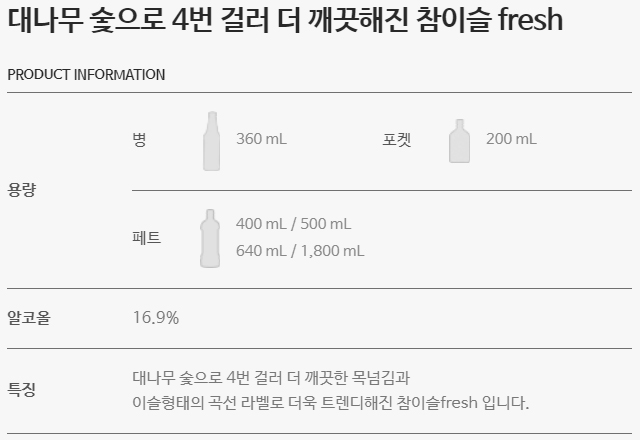 대나무 숯으로 4번 걸러 더 깨끗해진 참이슬 fresh
PRODUCT INFORMATION
용량
병 360 mL 포켓 200 mL
페트 400 mL / 500 mL
640 mL / 1,800 mL
알코올 16.9%
특징
대나무 숯으로 4번 걸러 더 깨끗한 목넘김과
이슬형태의 곡선 라벨로 더욱 트렌디해진 참이슬fresh 입니다.